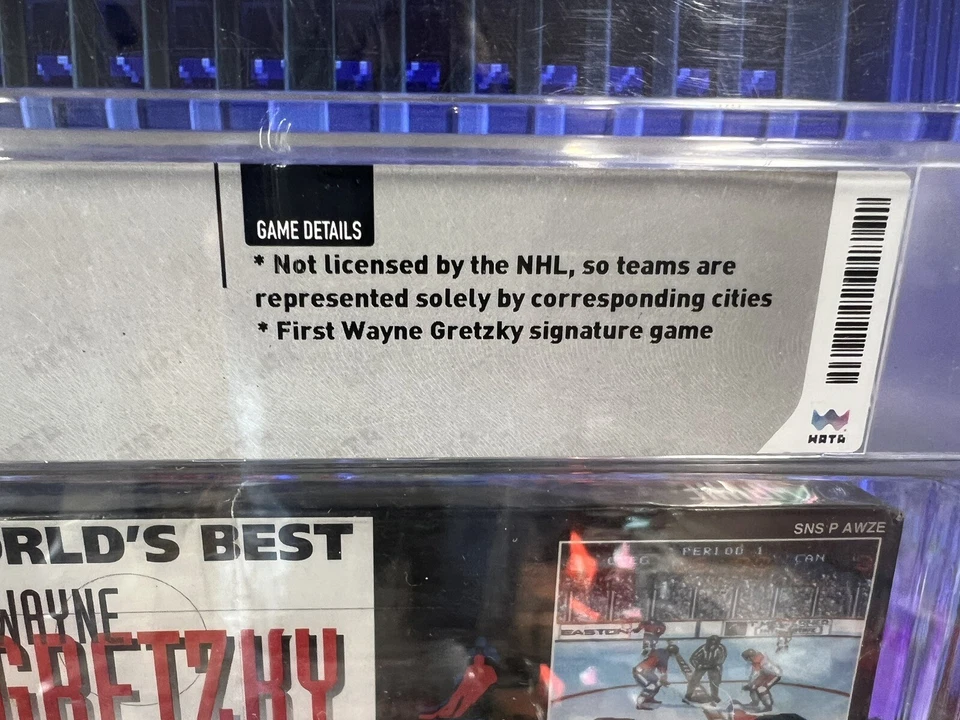 GAME DETAILS
* Not licensed by the NHL, so teams are
represented solely by corresponding cities
* First Wayne Gretzky signature game
WATA
SNS P AWZE
ORLD'S BEST
WAYNE
GRETZKY
PERIOD 1
CAN
EASTON